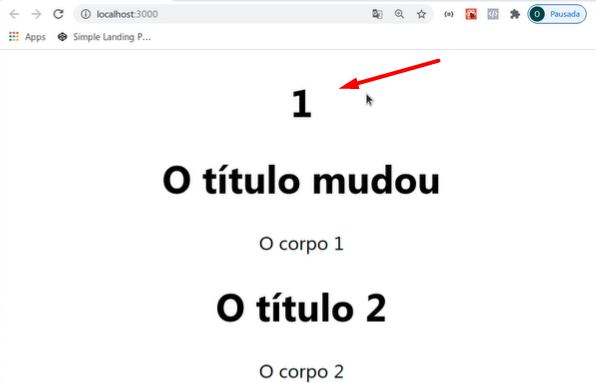 localhost:3000
O Pausada
Apps Simple Landing P...
1
O título mudou
O corpo 1
O título 2
O corpo 2